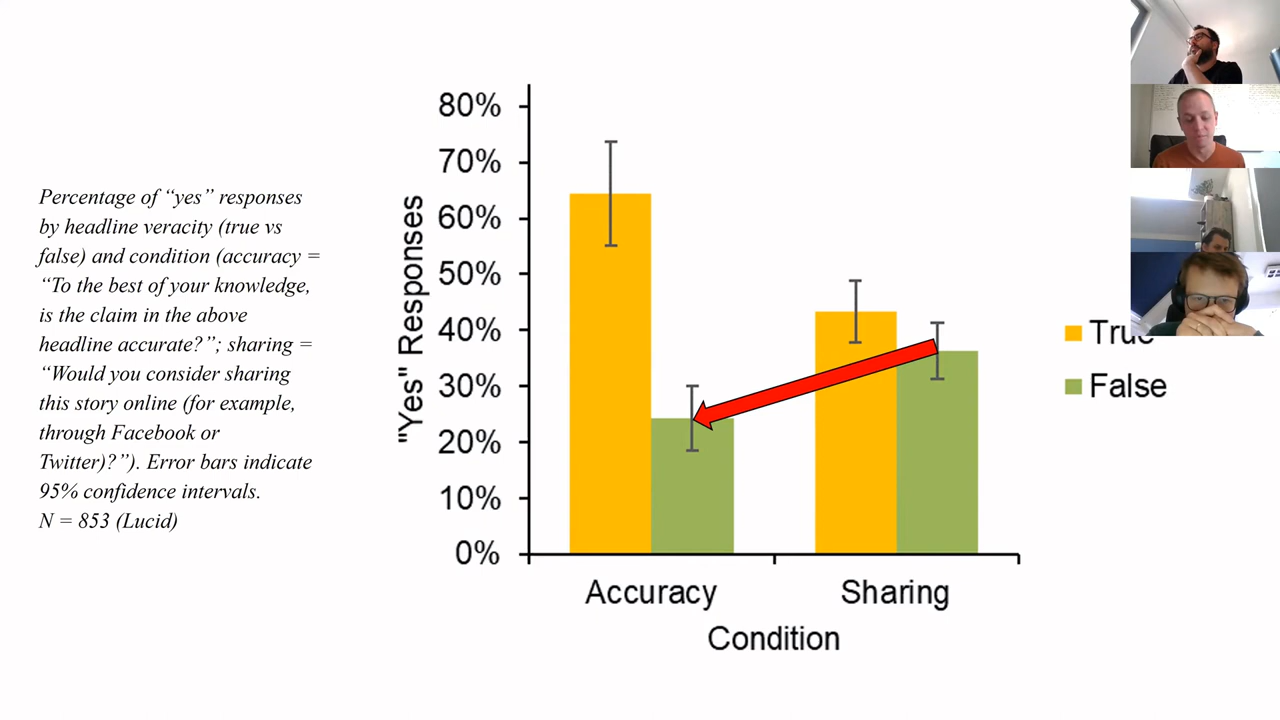 Percentage of “yes” responses
by headline veracity (true vs
false) and condition (accuracy =
“To the best of your knowledge,
is the claim in the above
headline accurate?”; sharing =
“Would you consider sharing
this story online (for example,
through Facebook or
Twitter)?”). Error bars indicate
95% confidence intervals.
N = 853 (Lucid)
"Yes" Responses
80%
70%
60%
50%
40%
30%
20%
10%
0%
Accuracy
Sharing
Condition
True
False